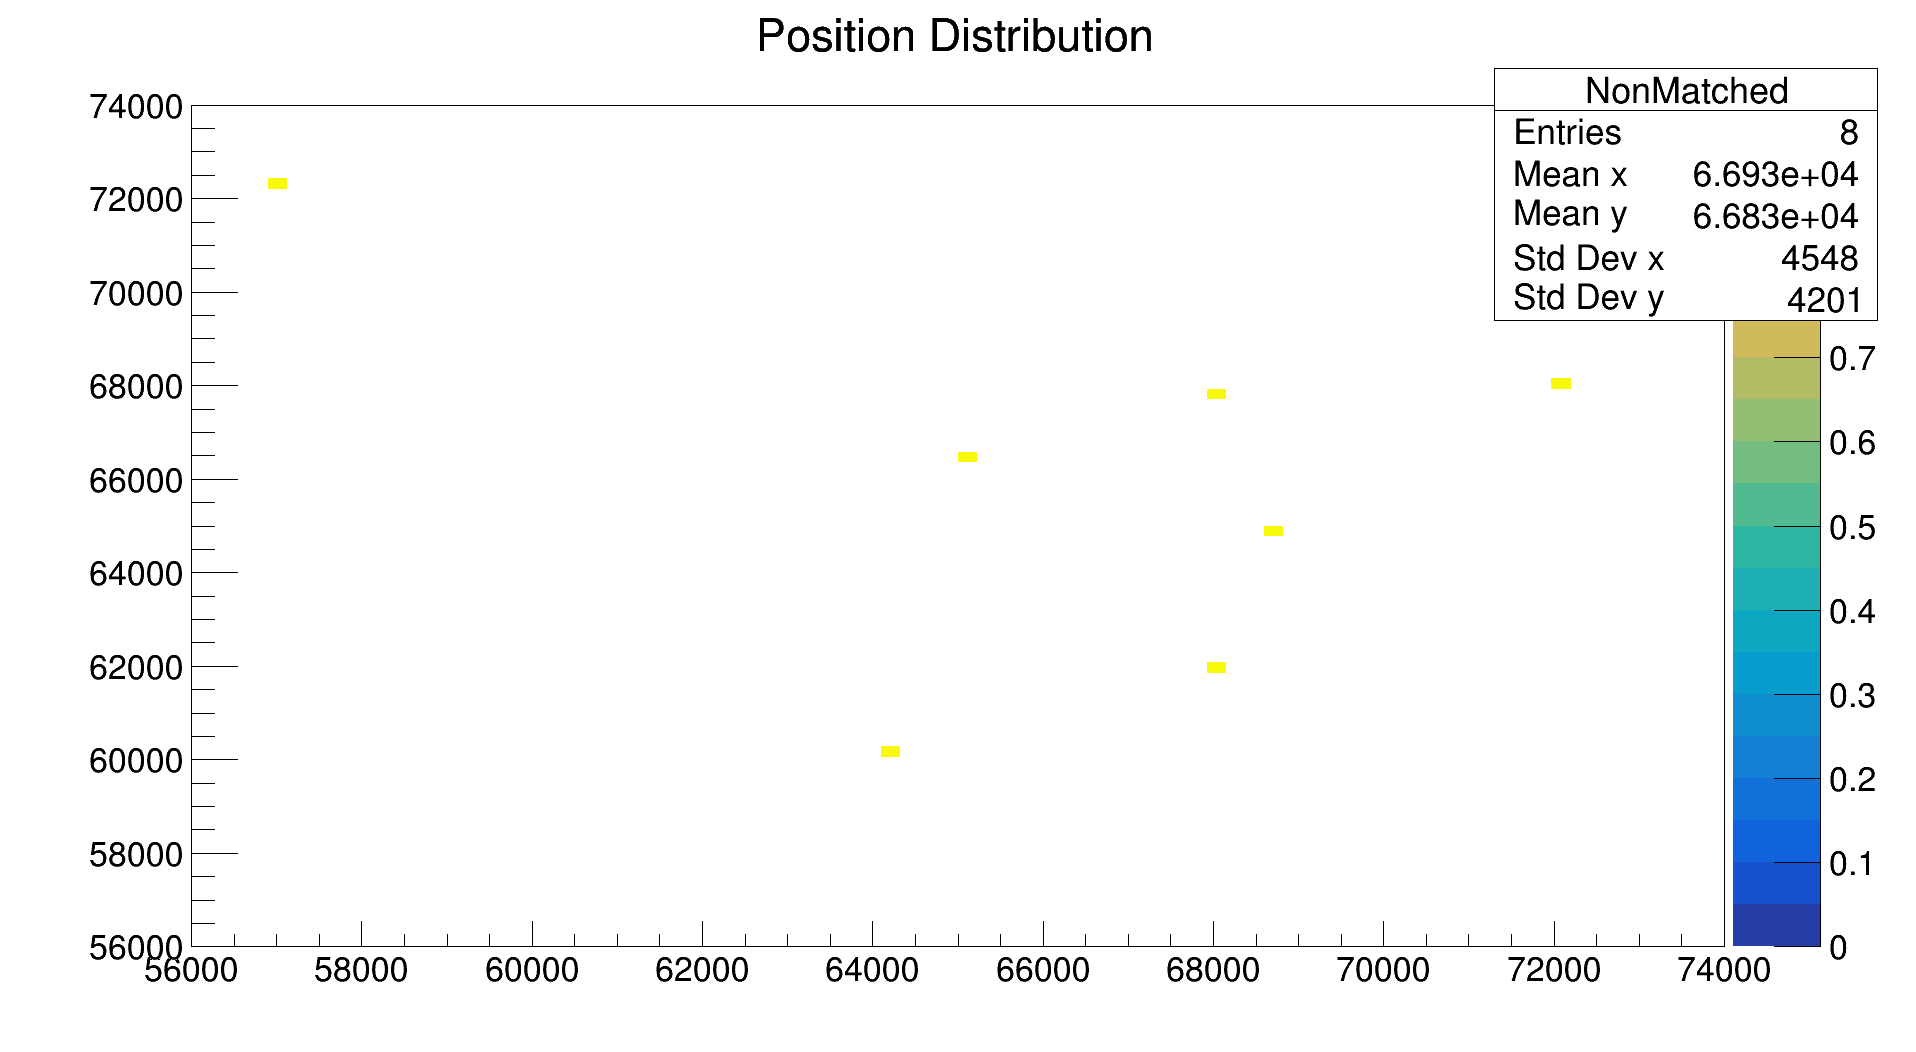 Position Distribution
NonMatched
Entries 8
Mean x 6.693e+04
Mean y 6.683e+04
Std Dev x 4548
Std Dev y 4201
74000
72000
70000
68000
66000
64000
62000
60000
58000
56000
0.7
0.6
0.5
0.4
0.3
0.2
0.1
0
56000 58000 60000 62000 64000 66000 68000 70000 72000 74000